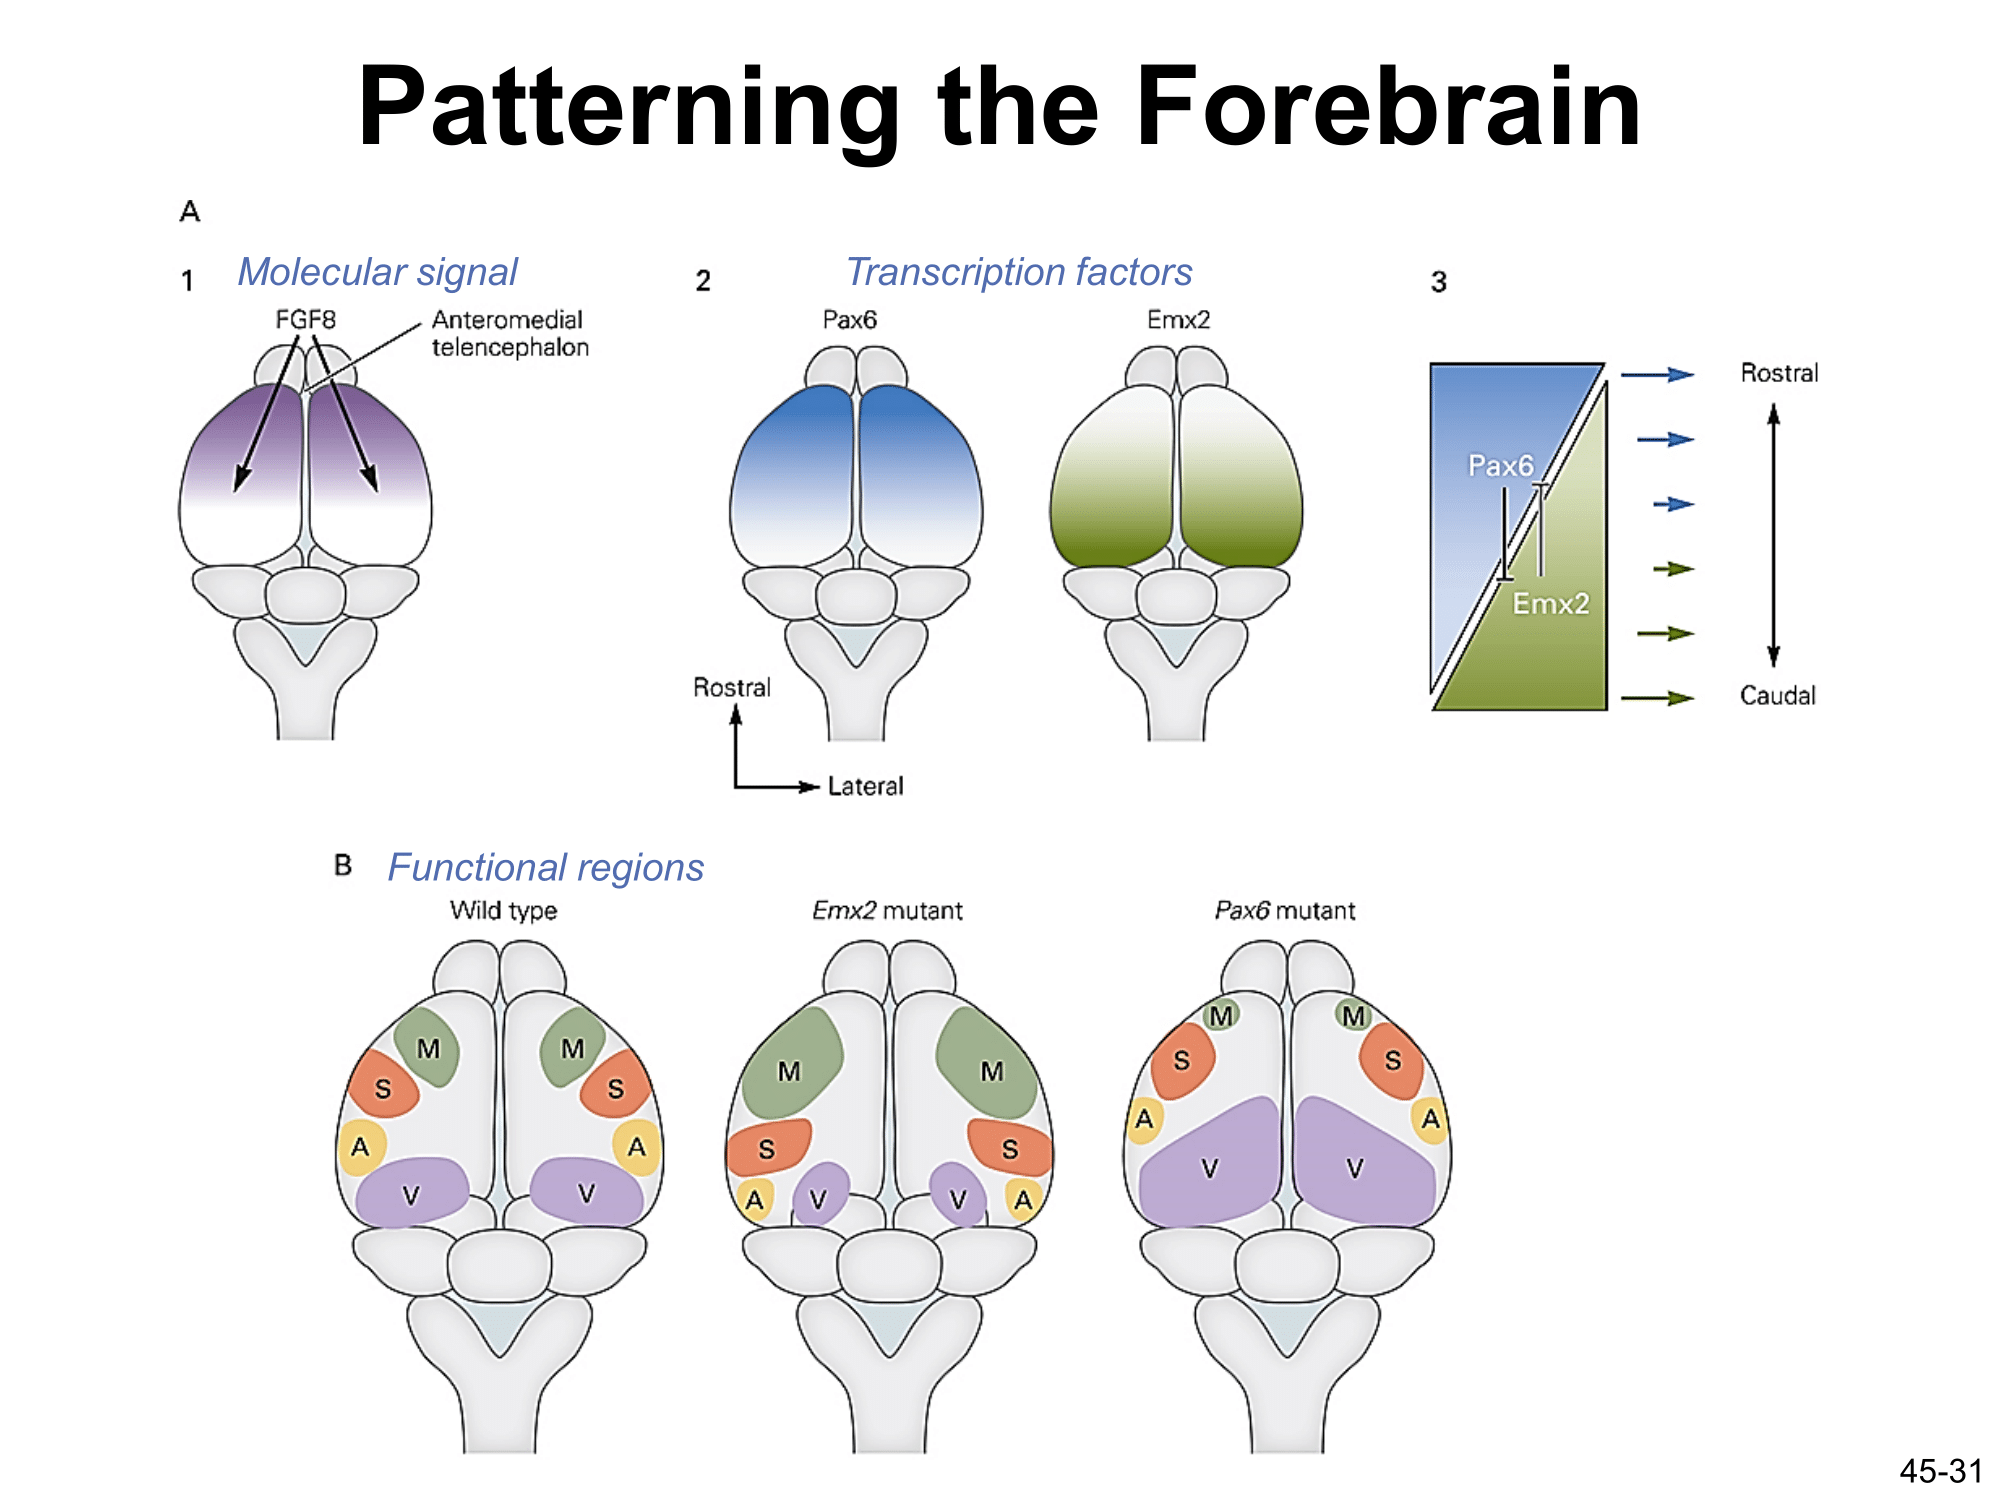 Patterning the Forebrain
A
1 Molecular signal
FGF8
Anteromedial
telencephalon
2 Transcription factors
Pax6
Emx2
Rostral
Lateral
3
Pax6
Emx2
Rostral
Caudal
B Functional regions
Wild type
M M
S S
A A
V V
Emx2 mutant
M M
S S
A V V A
Pax6 mutant
M M
S S
A A
V V
45-31